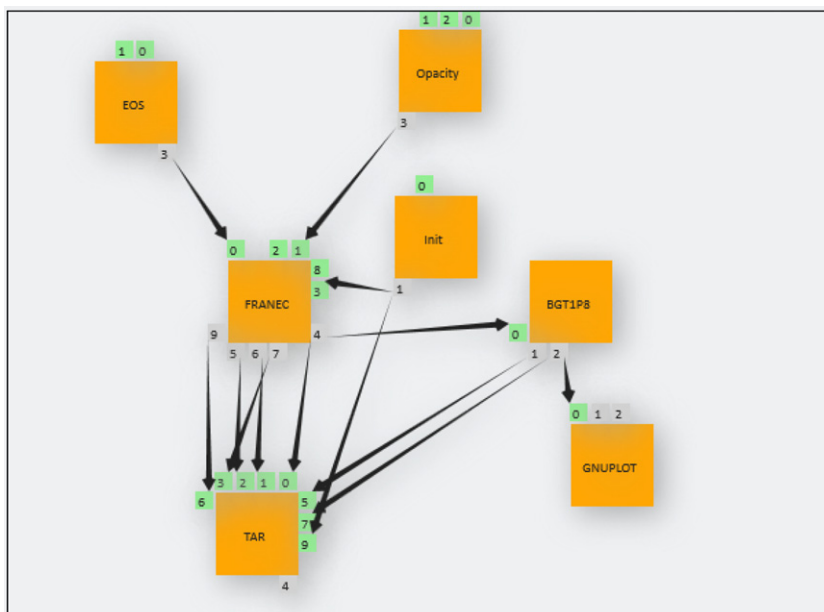 1 2 0
1 0
Opacity
EOS
3
3
0
Init
0 2 1
8
3
1
FRANEC
BGT1P8
9
4
0
5 6 7
1 2
0 1 2
GNUPLOT
3 2 1 0
6
5
7
TAR
9
4